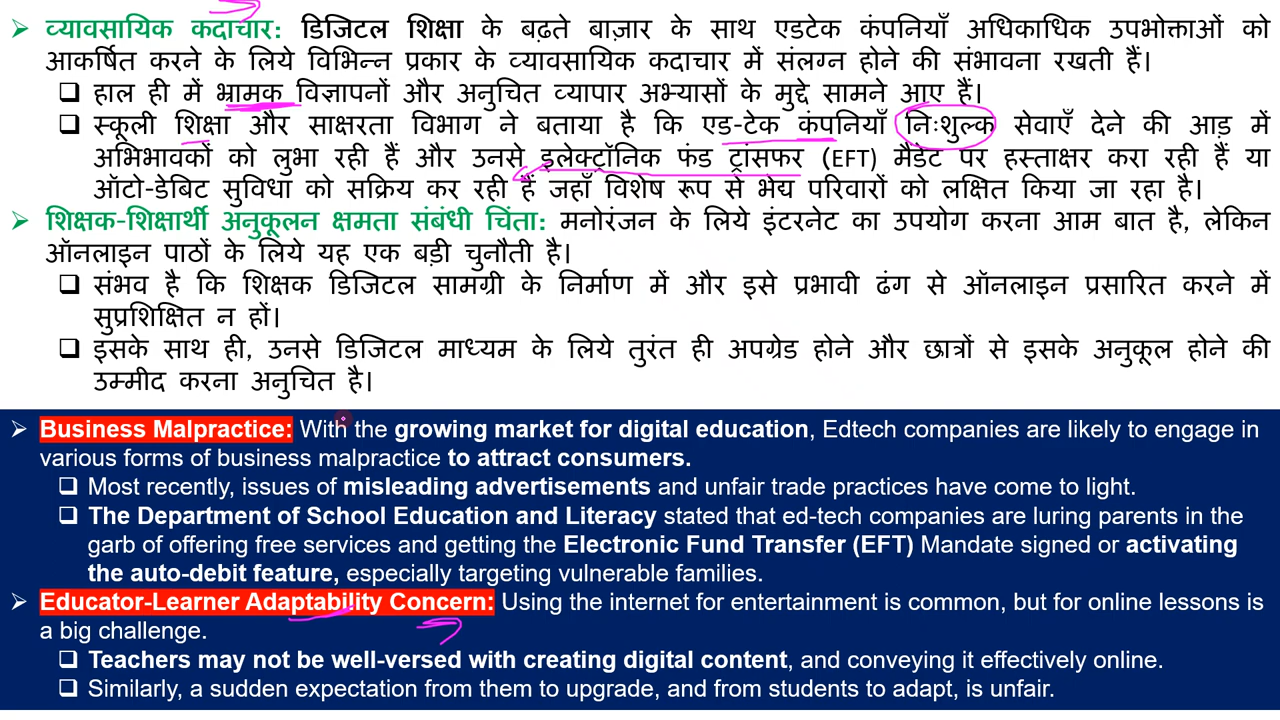 ➢ व्यावसायिक कदाचार: डिजिटल शिक्षा के बढ़ते बाज़ार के साथ एडटेक कंपनियाँ अधिकाधिक उपभोक्ताओं को
आकर्षित करने के लिये विभिन्न प्रकार के व्यावसायिक कदाचार में संलग्न होने की संभावना रखती हैं।
❑ हाल ही में भ्रामक विज्ञापनों और अनुचित व्यापार अभ्यासों के मुद्दे सामने आए हैं।
❑ स्कूली शिक्षा और साक्षरता विभाग ने बताया है कि एड-टेक कंपनियाँ निःशुल्क सेवाएँ देने की आड़ में
अभिभावकों को लुभा रही हैं और उनसे इलेक्ट्रॉनिक फंड ट्रांसफर (EFT) मैंडेट पर हस्ताक्षर करा रही हैं या
ऑटो-डेबिट सुविधा को सक्रिय कर रही हैं जहाँ विशेष रूप से भेद्य परिवारों को लक्षित किया जा रहा है।
➢ शिक्षक-शिक्षार्थी अनुकूलन क्षमता संबंधी चिंता: मनोरंजन के लिये इंटरनेट का उपयोग करना आम बात है, लेकिन
ऑनलाइन पाठों के लिये यह एक बड़ी चुनौती है।
❑ संभव है कि शिक्षक डिजिटल सामग्री के निर्माण में और इसे प्रभावी ढंग से ऑनलाइन प्रसारित करने में
सुप्रशिक्षित न हों।
❑ इसके साथ ही, उनसे डिजिटल माध्यम के लिये तुरंत ही अपग्रेड होने और छात्रों से इसके अनुकूल होने की
उम्मीद करना अनुचित है।
➢ Business Malpractice: With the growing market for digital education, Edtech companies are likely to engage in
various forms of business malpractice to attract consumers.
❑ Most recently, issues of misleading advertisements and unfair trade practices have come to light.
❑ The Department of School Education and Literacy stated that ed-tech companies are luring parents in the
garb of offering free services and getting the Electronic Fund Transfer (EFT) Mandate signed or activating
the auto-debit feature, especially targeting vulnerable families.
➢ Educator-Learner Adaptability Concern: Using the internet for entertainment is common, but for online lessons is
a big challenge.
❑ Teachers may not be well-versed with creating digital content, and conveying it effectively online.
❑ Similarly, a sudden expectation from them to upgrade, and from students to adapt, is unfair.